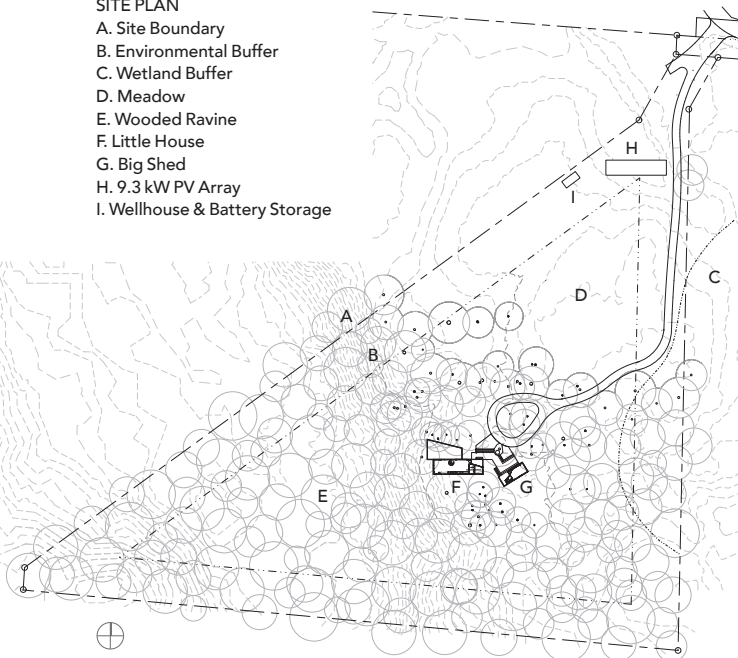 SITE PLAN
A. Site Boundary
B. Environmental Buffer
C. Wetland Buffer
D. Meadow
E. Wooded Ravine
F. Little House
G. Big Shed
H. 9.3 kW PV Array
I. Wellhouse & Battery Storage
H
I
C
D
A
B
F
G
E